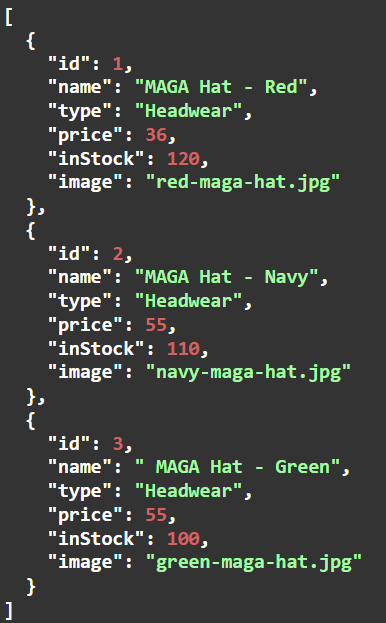 [
  {
    "id": 1,
    "name": "MAGA Hat - Red",
    "type": "Headwear",
    "price": 36,
    "inStock": 120,
    "image": "red-maga-hat.jpg"
  },
  {
    "id": 2,
    "name": "MAGA Hat - Navy",
    "type": "Headwear",
    "price": 55,
    "inStock": 110,
    "image": "navy-maga-hat.jpg"
  },
  {
    "id": 3,
    "name": " MAGA Hat - Green",
    "type": "Headwear",
    "price": 55,
    "inStock": 100,
    "image": "green-maga-hat.jpg"
  }
]